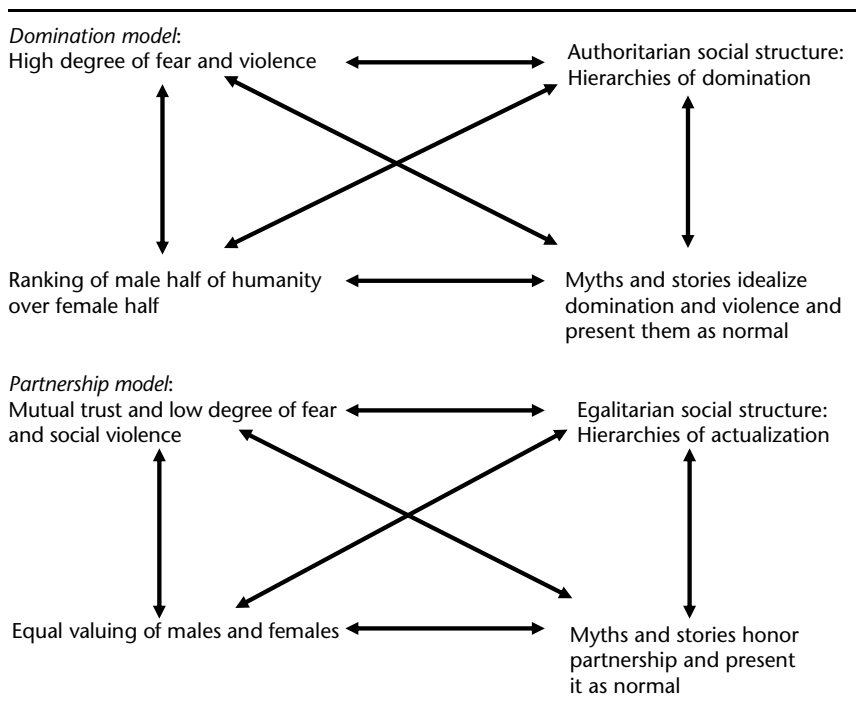 Domination model:
High degree of fear and violence
Authoritarian social structure:
Hierarchies of domination
Ranking of male half of humanity
over female half
Myths and stories idealize
domination and violence and
present them as normal
Partnership model:
Mutual trust and low degree of fear
and social violence
Egalitarian social structure:
Hierarchies of actualization
Equal valuing of males and females
Myths and stories honor
partnership and present
it as normal